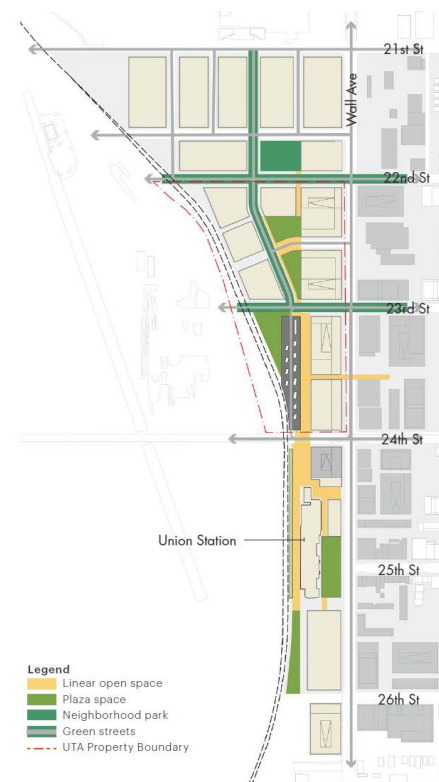 21st St
Wall Ave
22nd St
23rd St
24th St
Union Station
25th St
26th St
Legend
Linear open space
Plaza space
Neighborhood park
Green streets
UTA Property Boundary